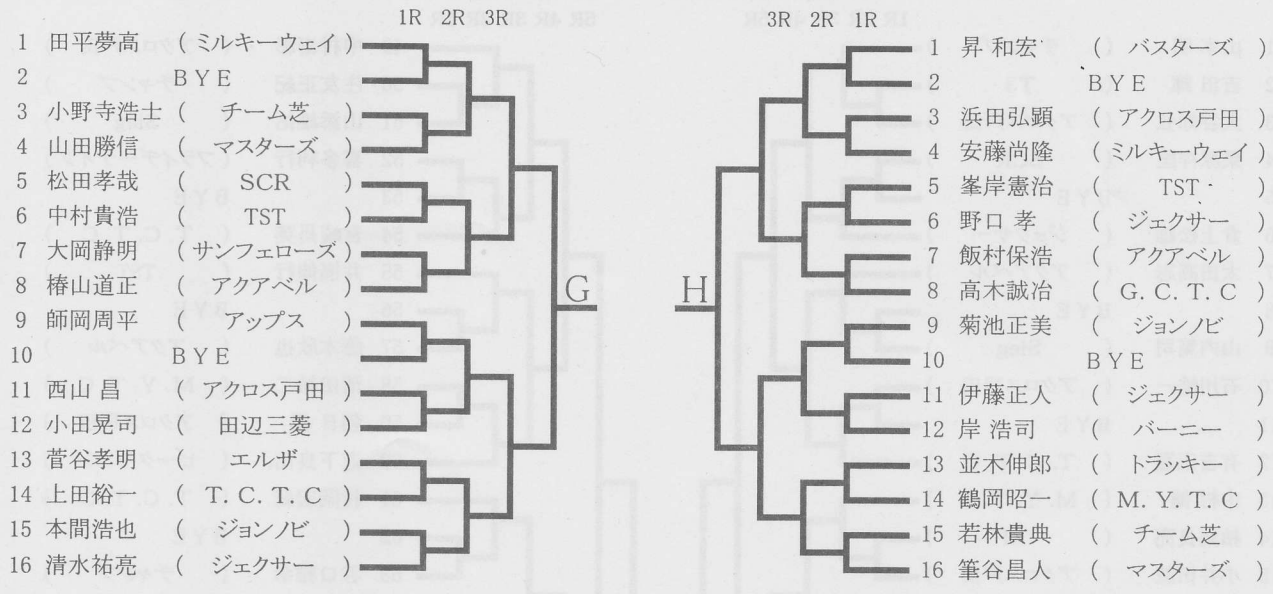 1R 2R 3R
1 田平夢高 ( ミルキーウェイ )
2 BYE
3 小野寺浩士 ( チーム芝 )
4 山田勝信 ( マスターズ )
5 松田孝哉 ( SCR )
6 中村貴浩 ( TST )
7 大岡静明 ( サンフェローズ )
8 椿山道正 ( アクアベル )
9 師岡周平 ( アップス )
10 BYE
11 西山 昌 ( アクロス戸田 )
12 小田晃司 ( 田辺三菱 )
13 菅谷孝明 ( エルザ )
14 上田裕一 ( T. C. T. C )
15 本間浩也 ( ジョンノビ )
16 清水祐亮 ( ジェクサー )
G
3R 2R 1R
1 昇 和宏 ( バスターズ )
2 BYE
3 浜田弘顕 ( アクロス戸田 )
4 安藤尚隆 ( ミルキーウェイ )
5 峯岸憲治 ( TST )
6 野口 孝 ( ジェクサー )
7 飯村保浩 ( アクアベル )
8 高木誠治 ( G. C. T. C )
9 菊池正美 ( ジョンノビ )
10 BYE
11 伊藤正人 ( ジェクサー )
12 岸 浩司 ( バーニー )
13 並木伸郎 ( トラッキー )
14 鶴岡昭一 ( M. Y. T. C )
15 若林貴典 ( チーム芝 )
16 筆谷昌人 ( マスターズ )
H